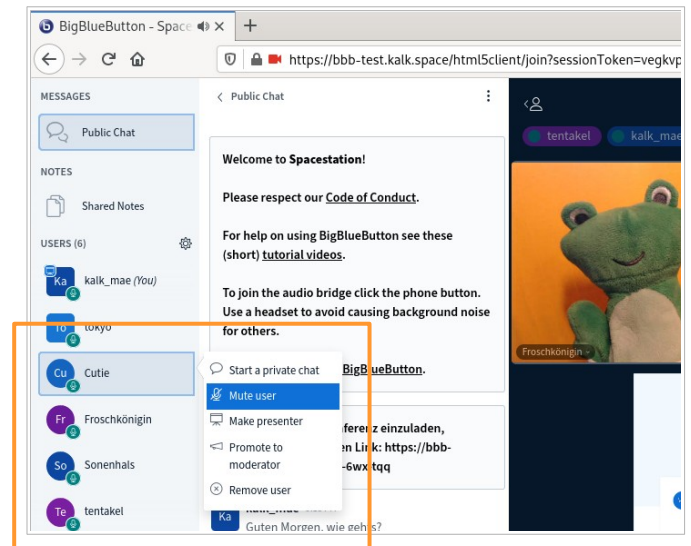 BigBlueButton - Space
https://bbb-test.kalk.space/html5client/join?sessionToken=vegkvp
MESSAGES
Public Chat
NOTES
Shared Notes
USERS (6)
Ka
kalk_mae (You)
To
tokyo
Cu
Cutie
Fr
Froschkönigin
So
Sonenhals
Te
tentakel
Public Chat
Welcome to Spacestation!
Please respect our Code of Conduct.
For help on using BigBlueButton see these
(short) tutorial videos.
To join the audio bridge click the phone button.
Use a headset to avoid causing background noise
for others.
BigBlueButton.
Start a private chat
Mute user
Make presenter
Promote to
moderator
Remove user
ferenz einzuladen,
en Link: https://bbb-
-6wx-tqq
Ka
kalk_mae
Guten Morgen, wie geht's?
tentakel
kalk_mae
Froschkönigin